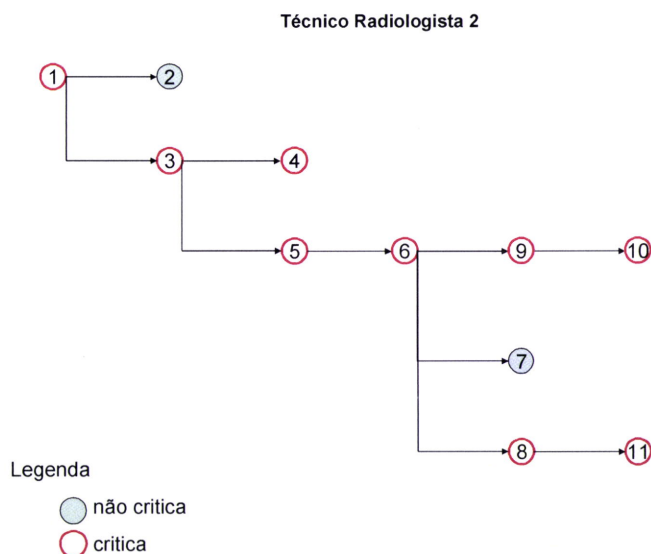 Técnico Radiologista 2
1 2
3 4
5 6 9 10
7
8 11
Legenda
não critica
critica